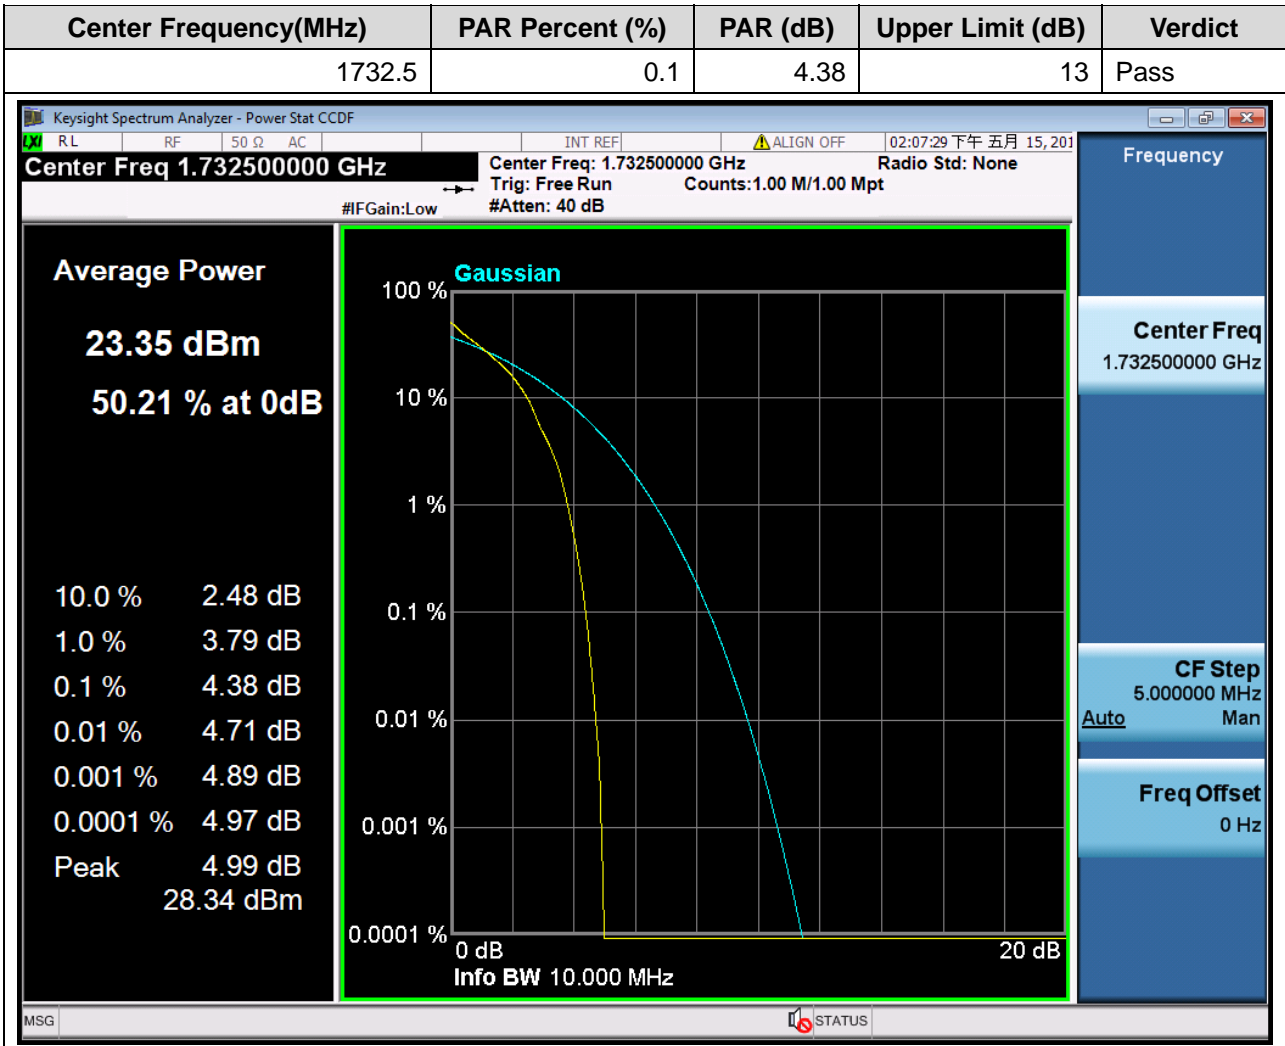 Center Frequency(MHz) PAR Percent (%) PAR (dB) Upper Limit (dB) Verdict
1732.5 0.1 4.38 13 Pass
Keysight Spectrum Analyzer - Power Stat CCDF
LXI RL RF 50 Ω AC INT REF ALIGN OFF 02:07:29 下午 五月 15, 201
Center Freq 1.732500000 GHz
Center Freq: 1.732500000 GHz Radio Std: None
Trig: Free Run Counts:1.00 M/1.00 Mpt
#IFGain:Low #Atten: 40 dB
Frequency
Average Power
23.35 dBm
50.21 % at 0dB
10.0 % 2.48 dB
1.0 % 3.79 dB
0.1 % 4.38 dB
0.01 % 4.71 dB
0.001 % 4.89 dB
0.0001 % 4.97 dB
Peak 4.99 dB
28.34 dBm
Gaussian
100 %
10 %
1 %
0.1 %
0.01 %
0.001 %
0.0001 %
0 dB 20 dB
Info BW 10.000 MHz
Center Freq
1.732500000 GHz
CF Step
5.000000 MHz
Auto Man
Freq Offset
0 Hz
MSG STATUS